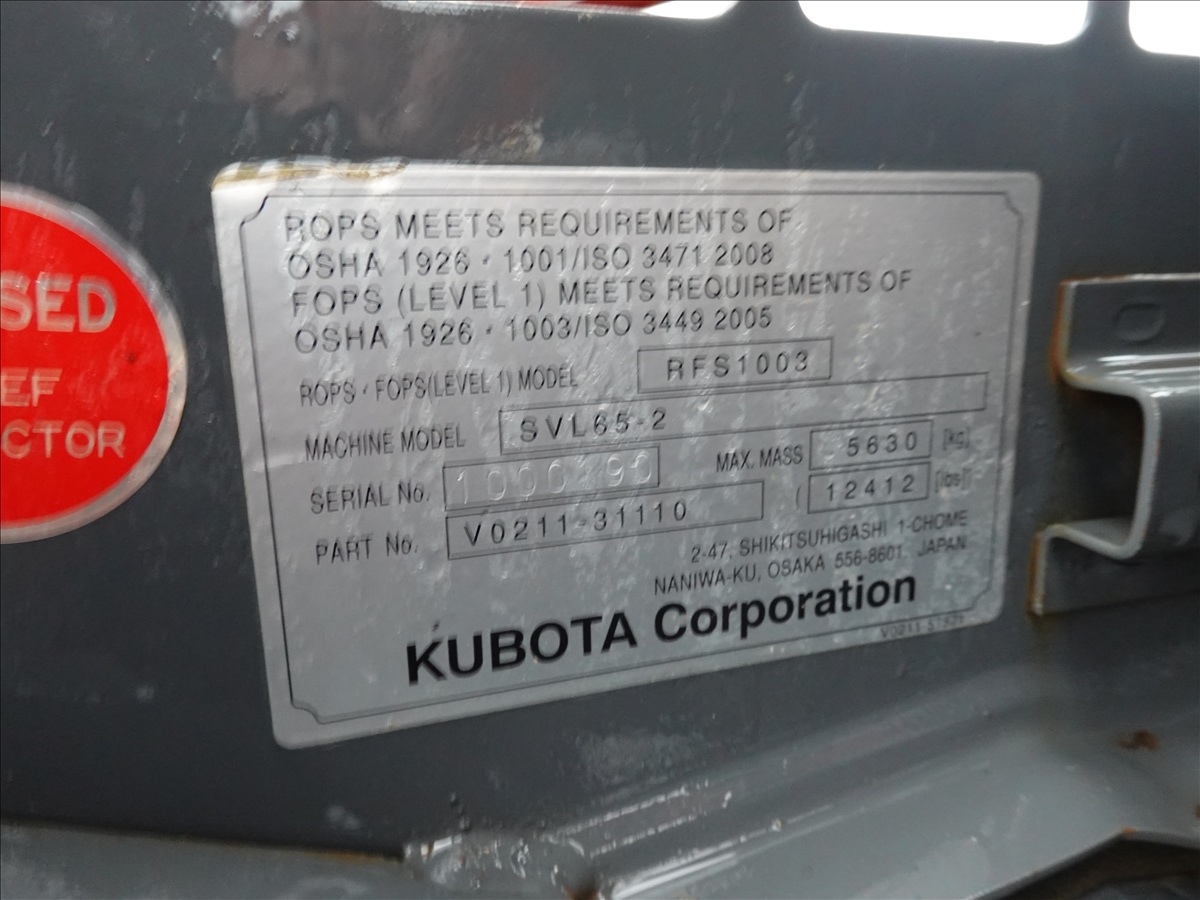 SED
EF
CTOR
ROPS MEETS REQUIREMENTS OF
OSHA 1926・1001/ISO 3471 2008
FOPS (LEVEL 1) MEETS REQUIREMENTS OF
OSHA 1926・1003/ISO 3449 2005
ROPS・FOPS(LEVEL 1) MODEL RFS1003
MACHINE MODEL SVL65-2
SERIAL No. MAX. MASS 5630 [kg]
PART No. V0211-31110 ( 12412 [lbs])
2-47, SHIKITSUHIGASHI 1-CHOME
NANIWA-KU, OSAKA 556-8601, JAPAN
KUBOTA Corporation